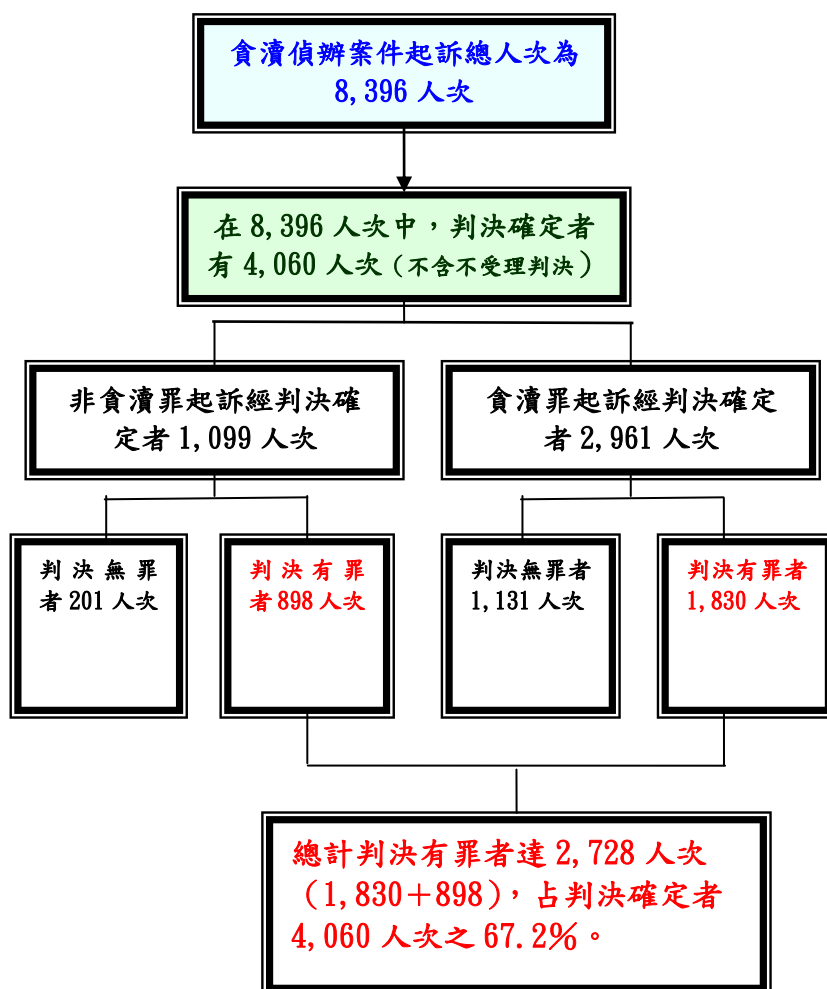 貪瀆偵辦案件起訴總人次為
8,396 人次
在 8,396 人次中，判決確定者
有 4,060 人次（不含不受理判決）
非貪瀆罪起訴經判決確
定者 1,099 人次
貪瀆罪起訴經判決確定
者 2,961 人次
判決無罪
者 201 人次
判決有罪
者 898 人次
判決無罪者
1,131 人次
判決有罪者
1,830 人次
總計判決有罪者達 2,728 人次
（1,830＋898），占判決確定者
4,060 人次之 67.2％。